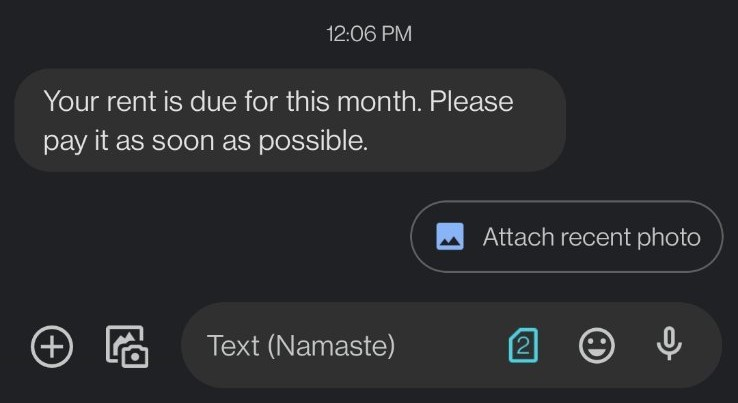 12:06 PM
Your rent is due for this month. Please
pay it as soon as possible.
Attach recent photo
Text (Namaste)
2